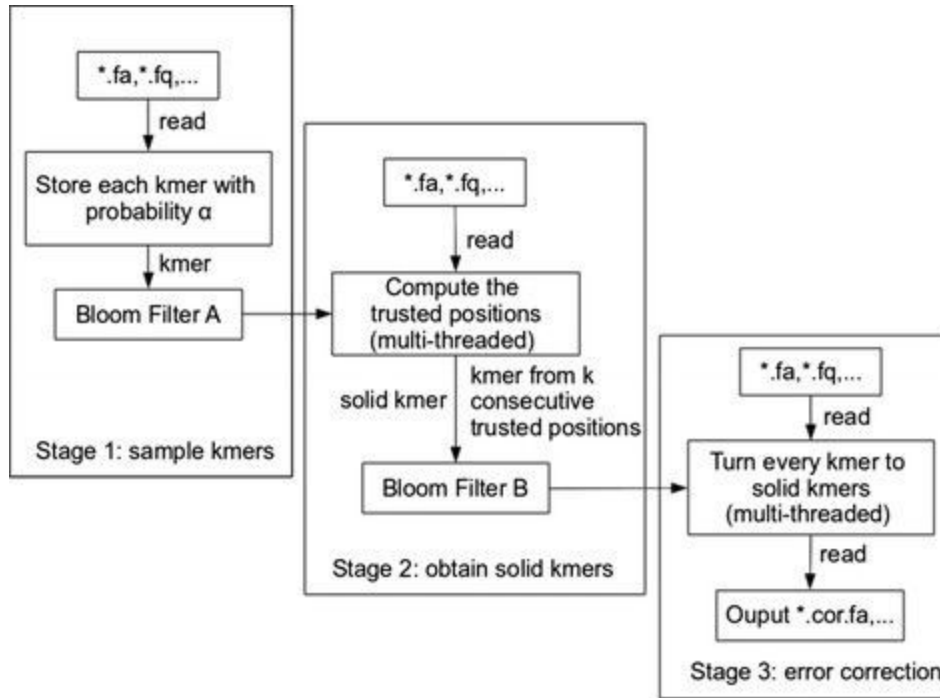 *.fa,*.fq,...
read
Store each kmer with
probability α
kmer
Bloom Filter A
Stage 1: sample kmers
*.fa,*.fq,...
read
Compute the
trusted positions
(multi-threaded)
solid kmer
kmer from k
consecutive
trusted positions
Bloom Filter B
Stage 2: obtain solid kmers
*.fa,*.fq,...
read
Turn every kmer to
solid kmers
(multi-threaded)
read
Ouput *.cor.fa,...
Stage 3: error correction